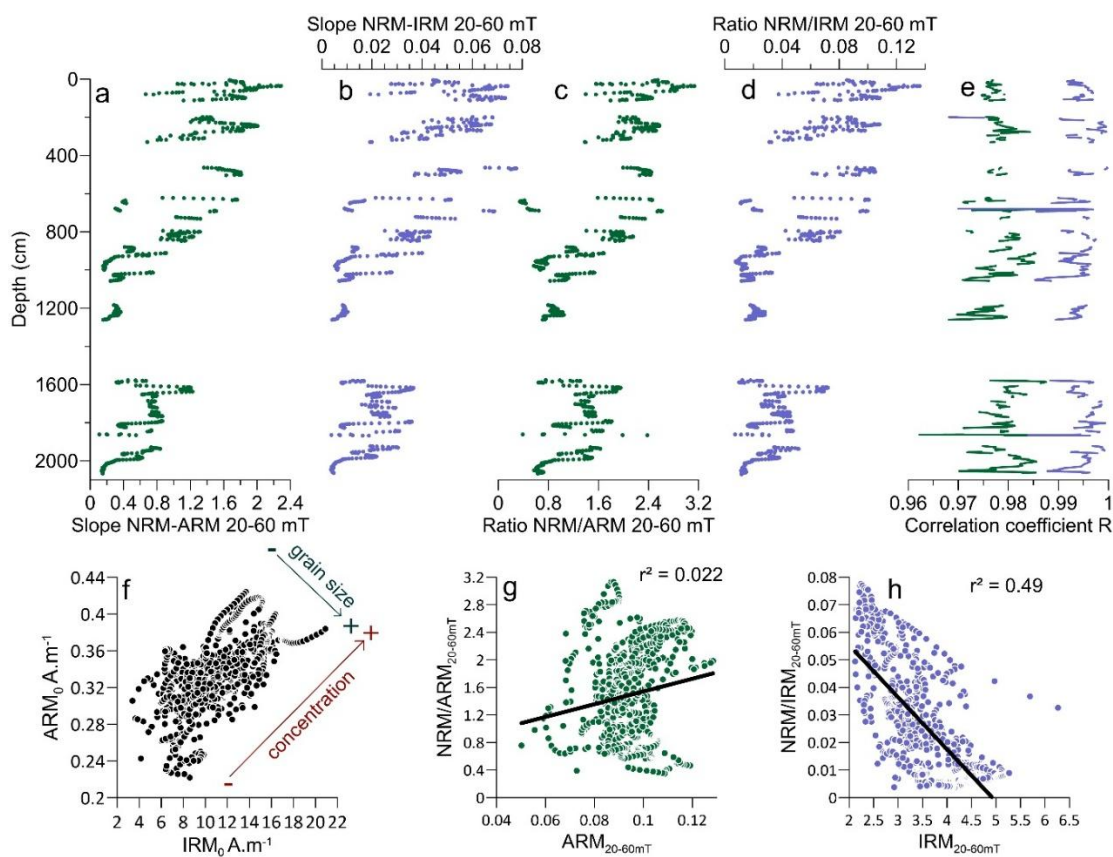 Slope NRM-IRM 20-60 mT
Ratio NRM/IRM 20-60 mT
0 0.02 0.04 0.06 0.08
0 0.04 0.08 0.12
a b c d e
Depth (cm)
0
400
800
1200
1600
2000
0 0.4 0.8 1.2 1.6 2 2.4
0 0.8 1.6 2.4 3.2
0.96 0.97 0.98 0.99 1
Slope NRM-ARM 20-60 mT
Ratio NRM/ARM 20-60 mT
Correlation coefficient R
f
- grain size +
- concentration +
ARM₀ A.m⁻¹
0.44
0.4
0.36
0.32
0.28
0.24
0.2
2 4 6 8 10 12 14 16 18 20 22
IRM₀ A.m⁻¹
g
r² = 0.022
NRM/ARM₂₀₋₆₀mT
3.2
2.8
2.4
2
1.6
1.2
0.8
0.4
0
0.04 0.06 0.08 0.1 0.12
ARM₂₀₋₆₀mT
h
r² = 0.49
NRM/IRM₂₀₋₆₀mT
0.08
0.07
0.06
0.05
0.04
0.03
0.02
0.01
0
2 2.5 3 3.5 4 4.5 5 5.5 6 6.5
IRM₂₀₋₆₀mT